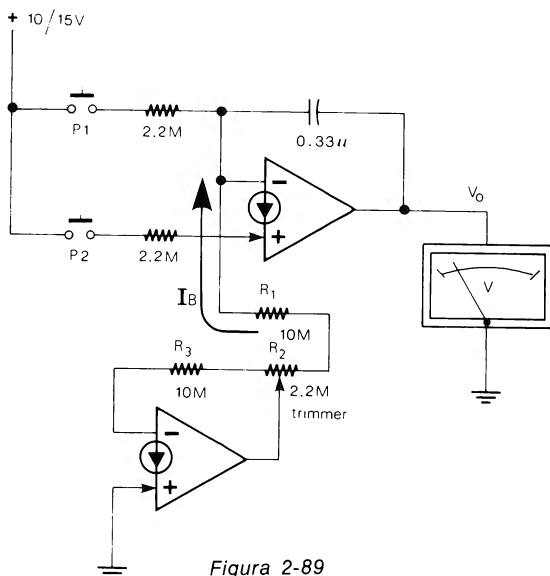 + 10/15V
P1
2.2M
0.33u
−
+
V₀
P2
2.2M
V
I_B
R₁
10M
R₃
R₂
10M
2.2M
trimmer
−
+
Figura 2-89